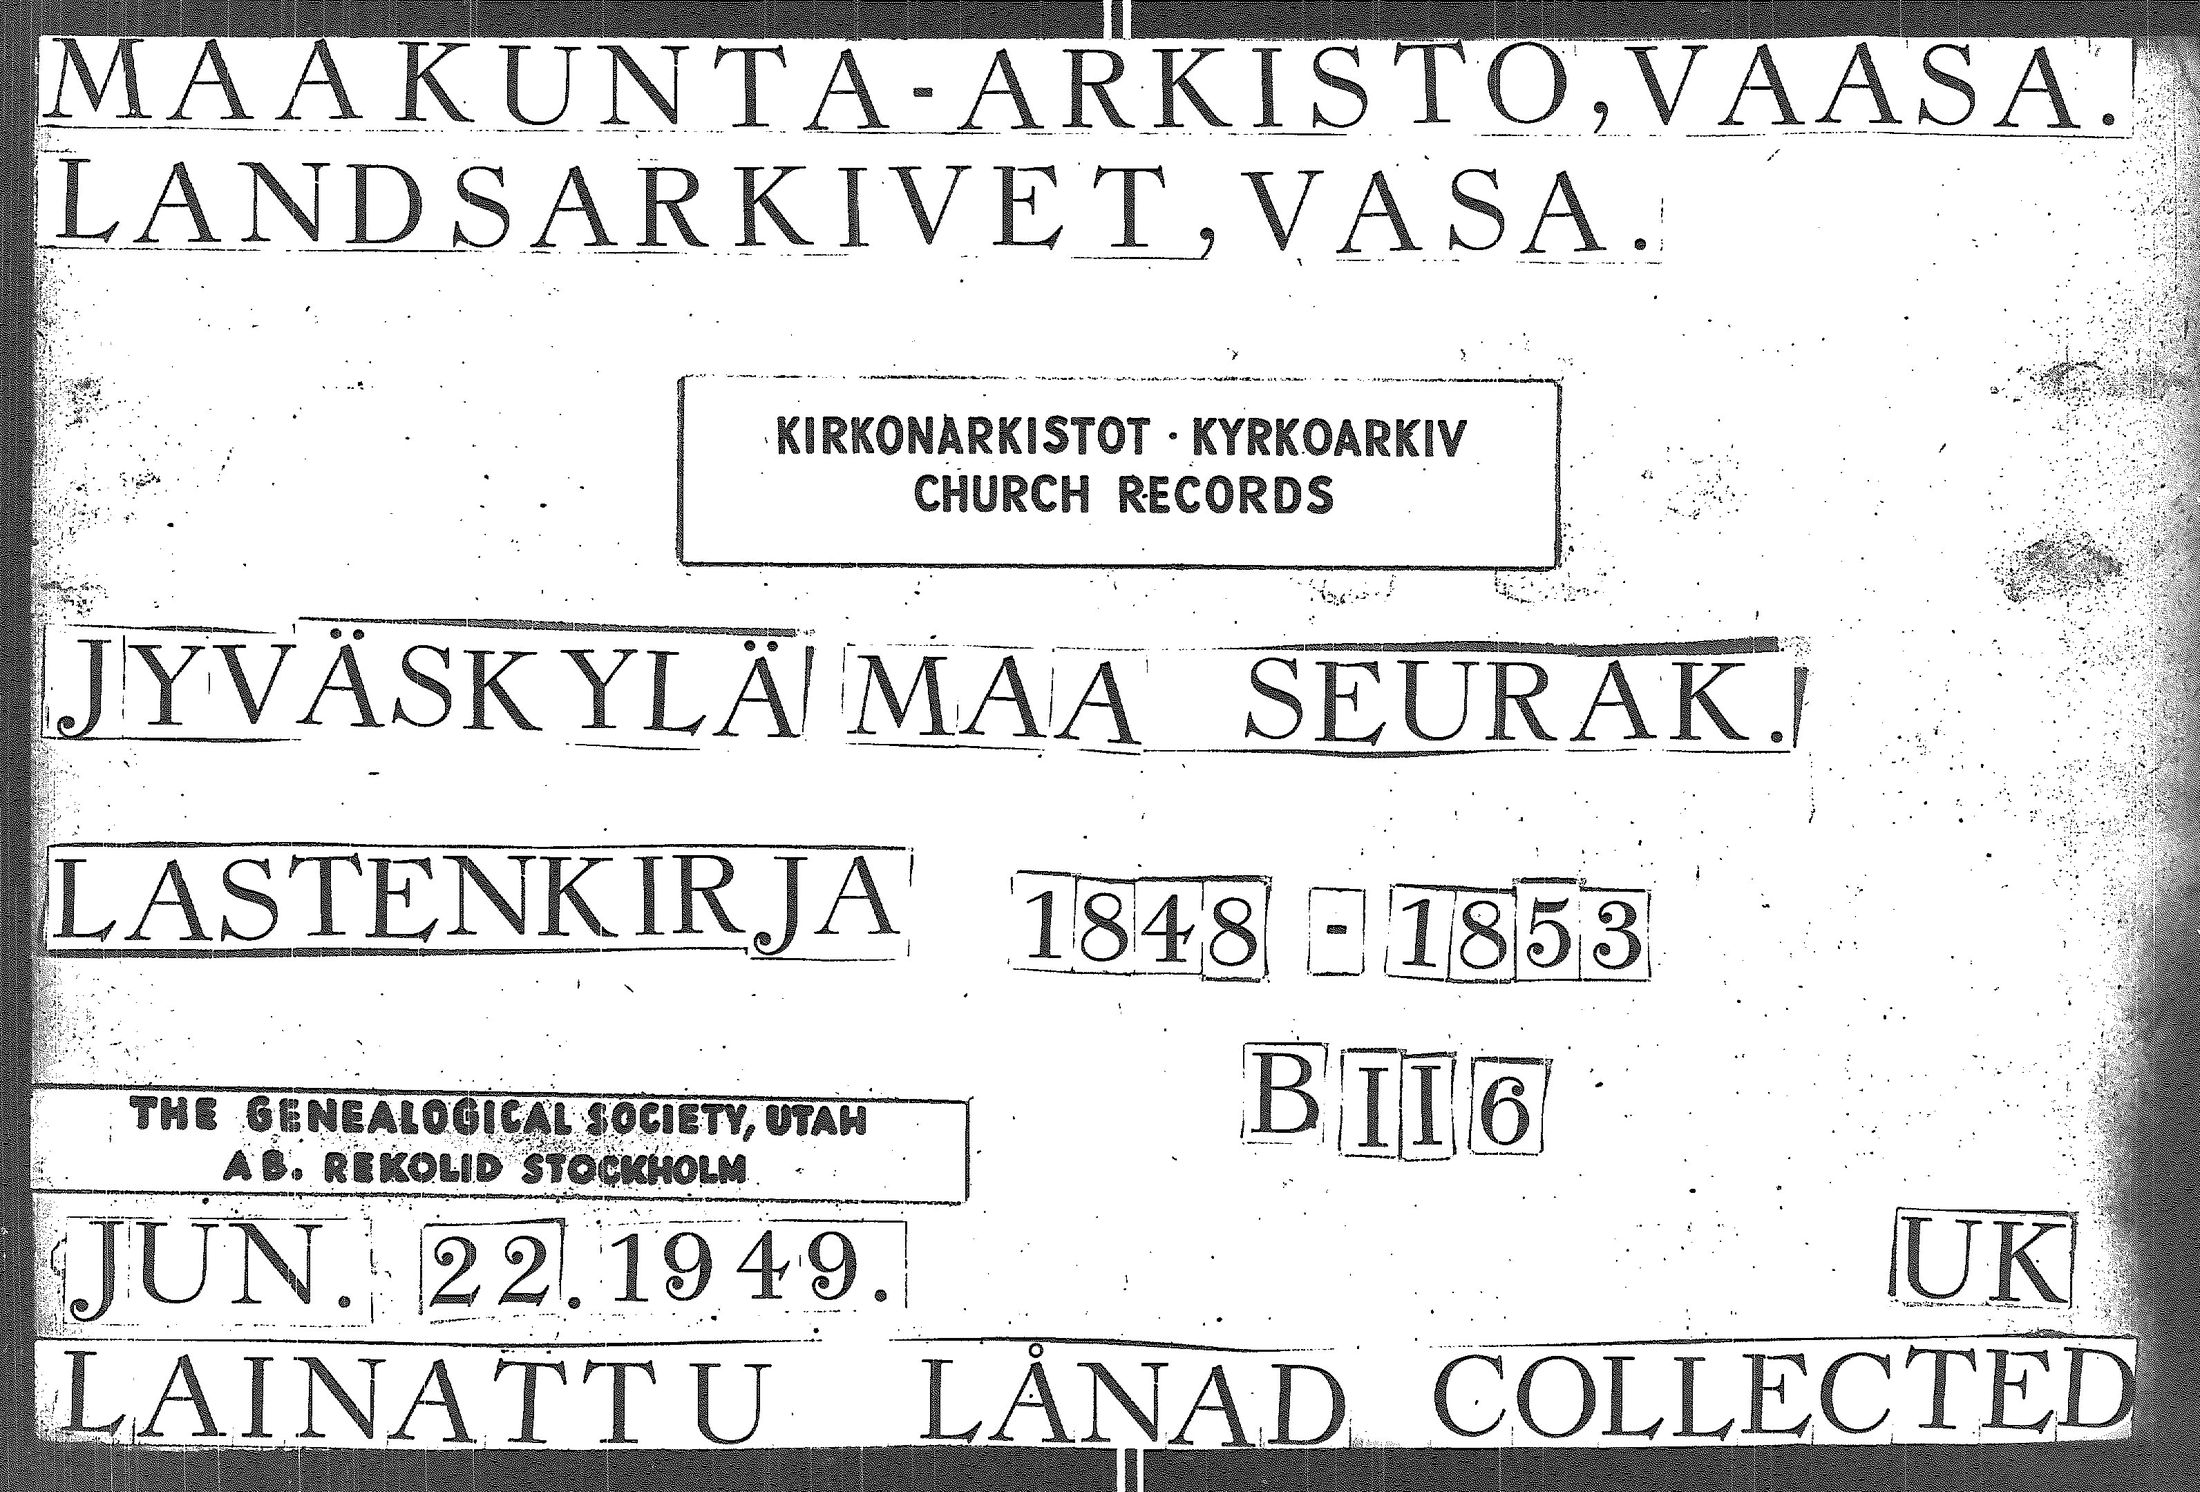 MAAKUNTA-ARKISTO, VAASA.
LANDSARKIVET, VASA.
KIRKONARKISTOT · KYRKOARKIV
CHURCH RECORDS
JYVÄSKYLÄ MAA SEURAK.
LASTENKIRJA 1848 - 1853
B II 6
THE GENEALOGICAL SOCIETY, UTAH
AB. REKOLID STOCKHOLM
JUN. 22. 1949.
UK
LAINATTU LÅNAD COLLECTED